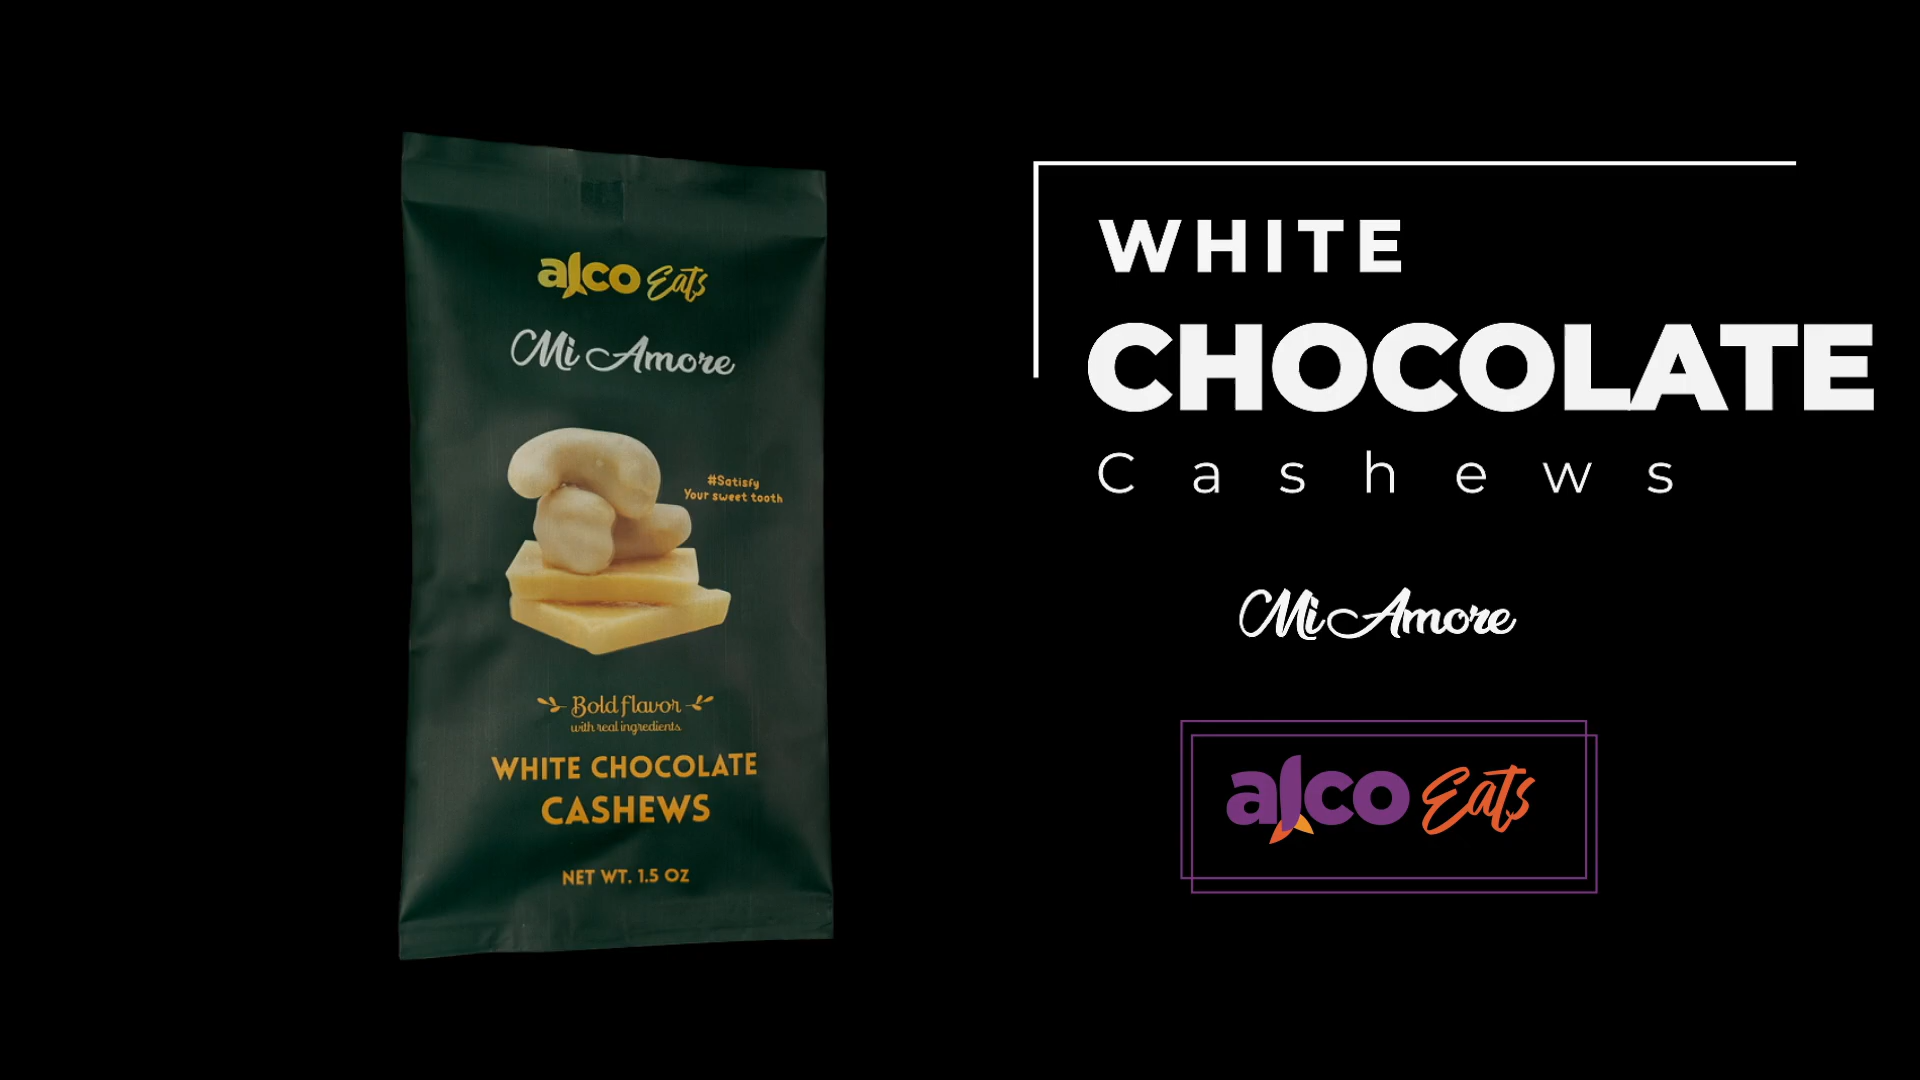 alco Eats
Mi Amore
#Satisfy
Your sweet tooth
Bold flavor
with real ingredients
WHITE CHOCOLATE
CASHEWS
NET WT. 1.5 OZ
WHITE
CHOCOLATE
Cashews
Mi Amore
alco Eats